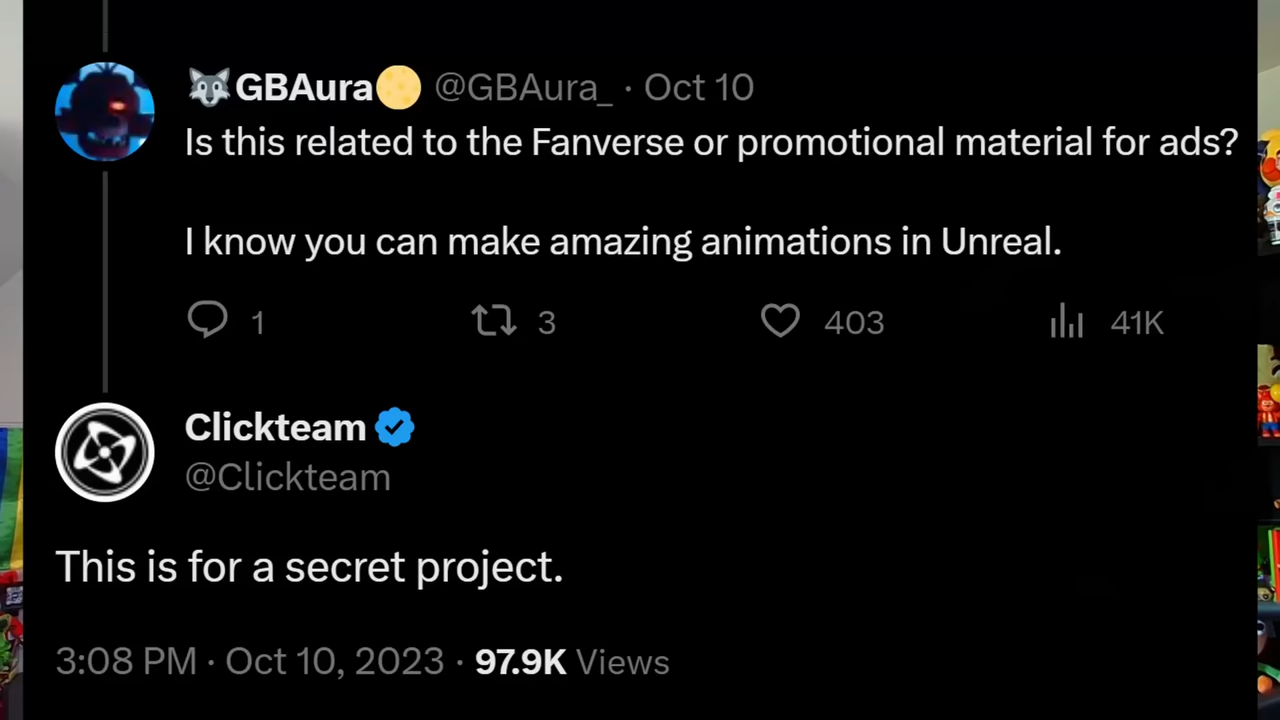 🐺GBAura🌕 @GBAura_ · Oct 10
Is this related to the Fanverse or promotional material for ads?
I know you can make amazing animations in Unreal.
1 3 403 41K
Clickteam
@Clickteam
This is for a secret project.
3:08 PM · Oct 10, 2023 · 97.9K Views